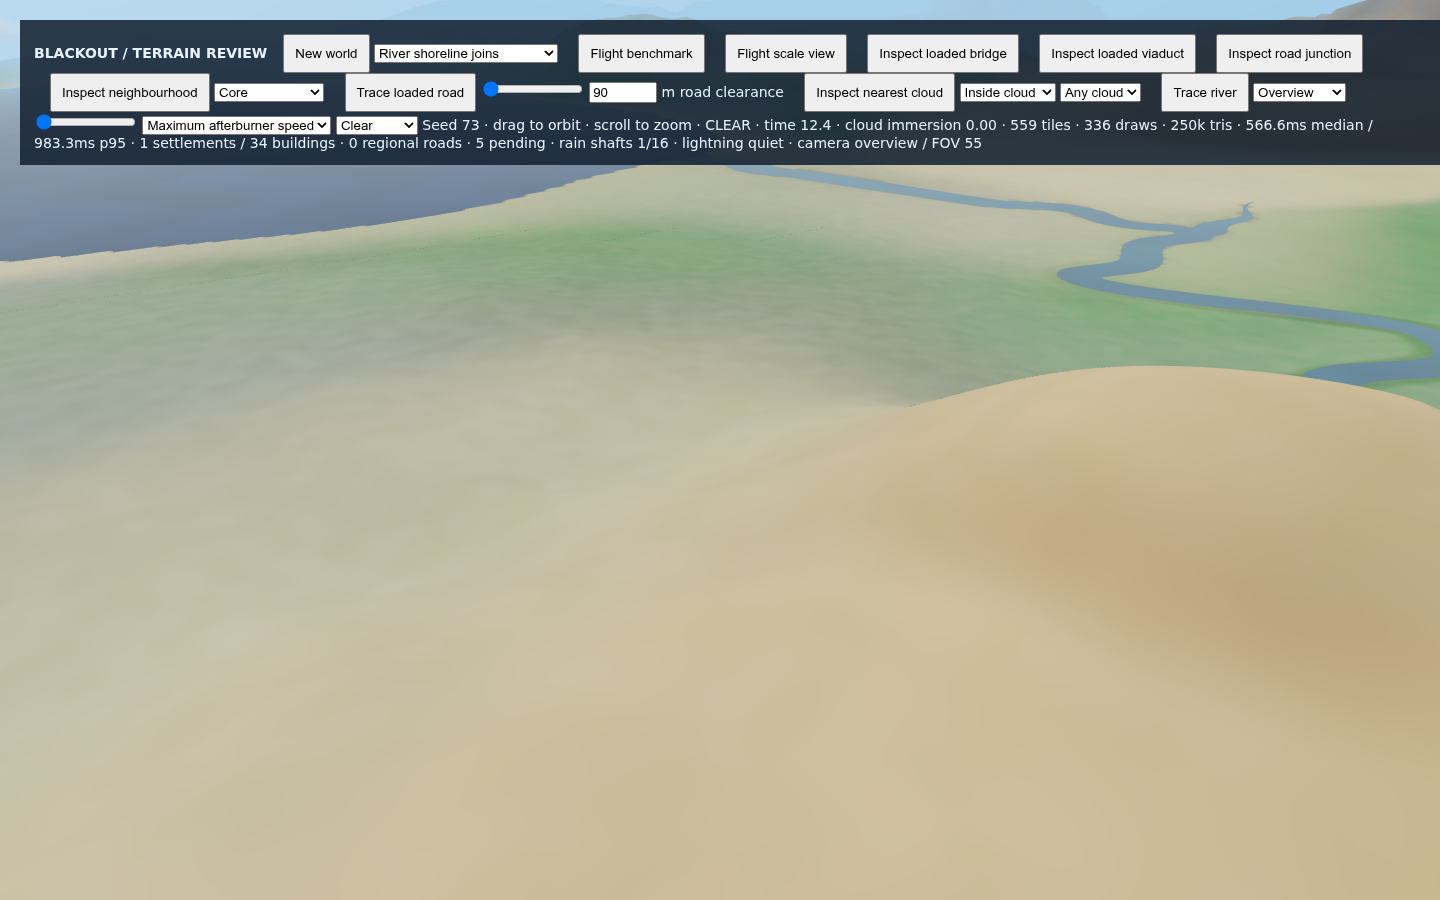 BLACKOUT / TERRAIN REVIEW New world River shoreline joins Flight benchmark Flight scale view Inspect loaded bridge Inspect loaded viaduct Inspect road junction
Inspect neighbourhood Core Trace loaded road 90 m road clearance Inspect nearest cloud Inside cloud Any cloud Trace river Overview
Maximum afterburner speed Clear Seed 73 · drag to orbit · scroll to zoom · CLEAR · time 12.4 · cloud immersion 0.00 · 559 tiles · 336 draws · 250k tris · 566.6ms median /
983.3ms p95 · 1 settlements / 34 buildings · 0 regional roads · 5 pending · rain shafts 1/16 · lightning quiet · camera overview / FOV 55